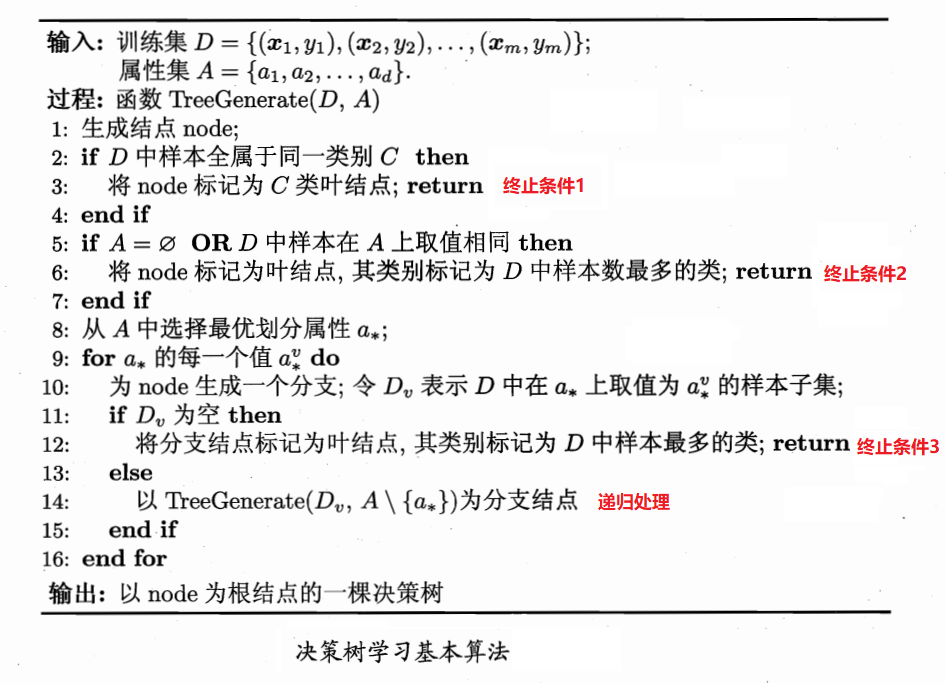 输入: 训练集 D = {(x₁, y₁), (x₂, y₂), . . . , (xₘ, yₘ)};
属性集 A = {a₁, a₂, . . . , a_d}.
过程: 函数 TreeGenerate(D, A)
1: 生成结点 node;
2: if D 中样本全属于同一类别 C then
3: 将 node 标记为 C 类叶结点; return 终止条件1
4: end if
5: if A = ∅ OR D 中样本在 A 上取值相同 then
6: 将 node 标记为叶结点, 其类别标记为 D 中样本数最多的类; return 终止条件2
7: end if
8: 从 A 中选择最优划分属性 a_*;
9: for a_* 的每一个值 a_*^v do
10: 为 node 生成一个分支; 令 D_v 表示 D 中在 a_* 上取值为 a_*^v 的样本子集;
11: if D_v 为空 then
12: 将分支结点标记为叶结点, 其类别标记为 D 中样本最多的类; return 终止条件3
13: else
14: 以 TreeGenerate(D_v, A \ {a_*})为分支结点 递归处理
15: end if
16: end for
输出: 以 node 为根结点的一棵决策树
决策树学习基本算法